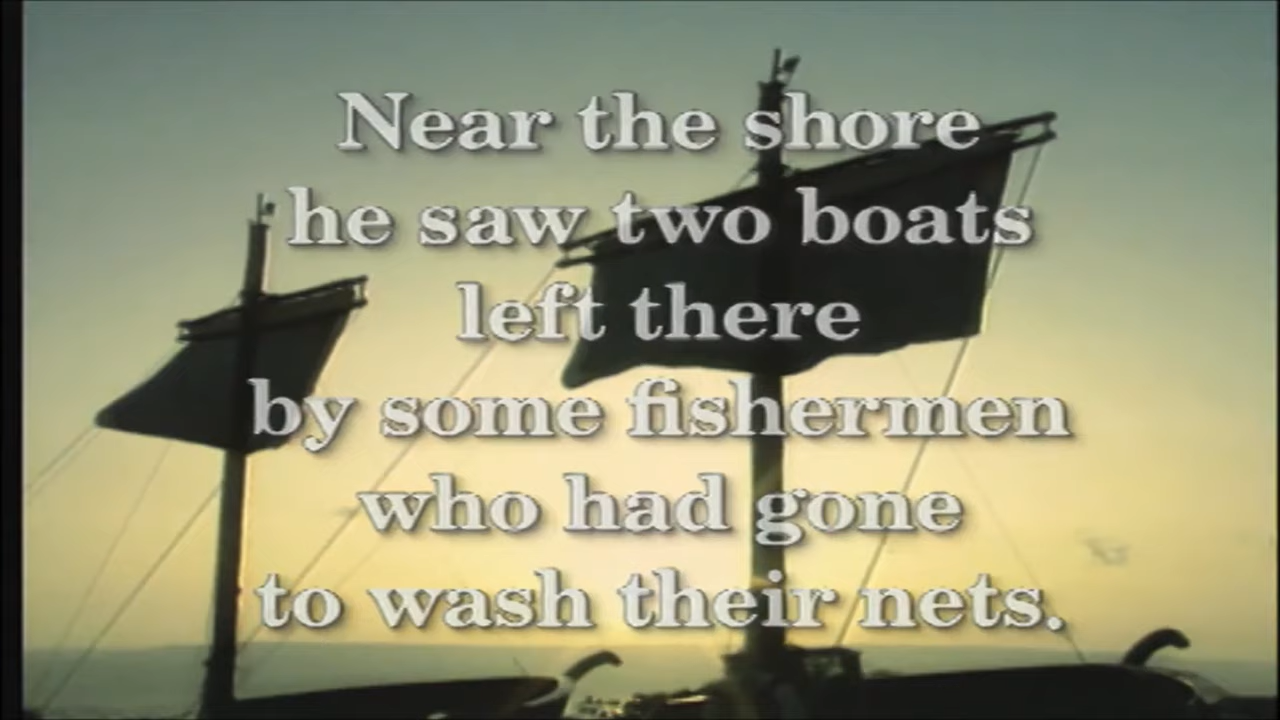 Near the shore
he saw two boats
left there
by some fishermen
who had gone
to wash their nets.